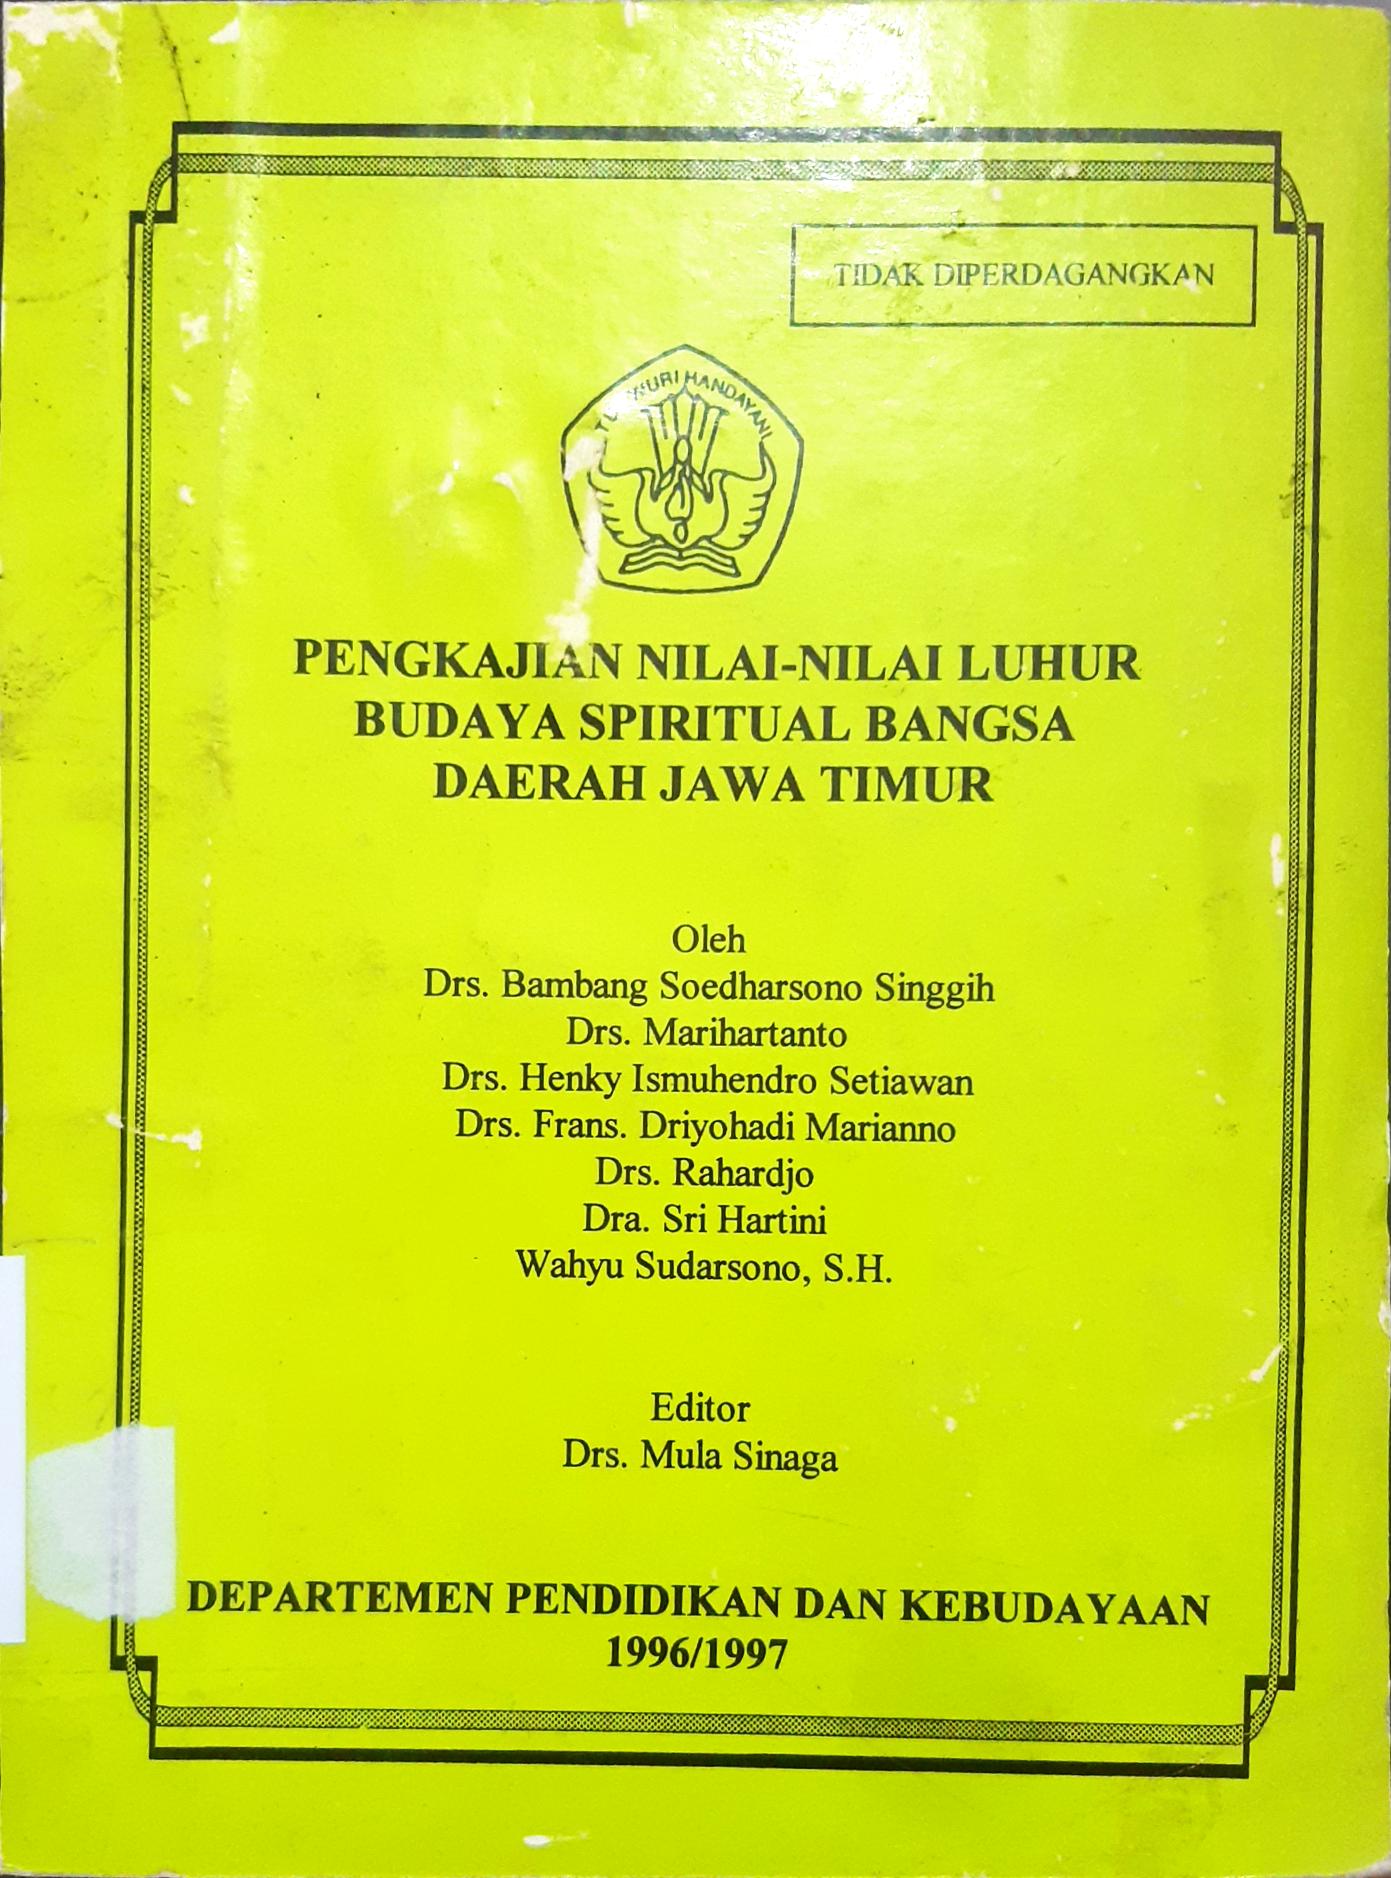 TIDAK DIPERDAGANGKAN
WURI HANDAYANI
PENGKAJIAN NILAI-NILAI LUHUR
BUDAYA SPIRITUAL BANGSA
DAERAH JAWA TIMUR
Oleh
Drs. Bambang Soedharsono Singgih
Drs. Marihartanto
Drs. Henky Ismuhendro Setiawan
Drs. Frans. Driyohadi Marianno
Drs. Rahardjo
Dra. Sri Hartini
Wahyu Sudarsono, S.H.
Editor
Drs. Mula Sinaga
DEPARTEMEN PENDIDIKAN DAN KEBUDAYAAN
1996/1997